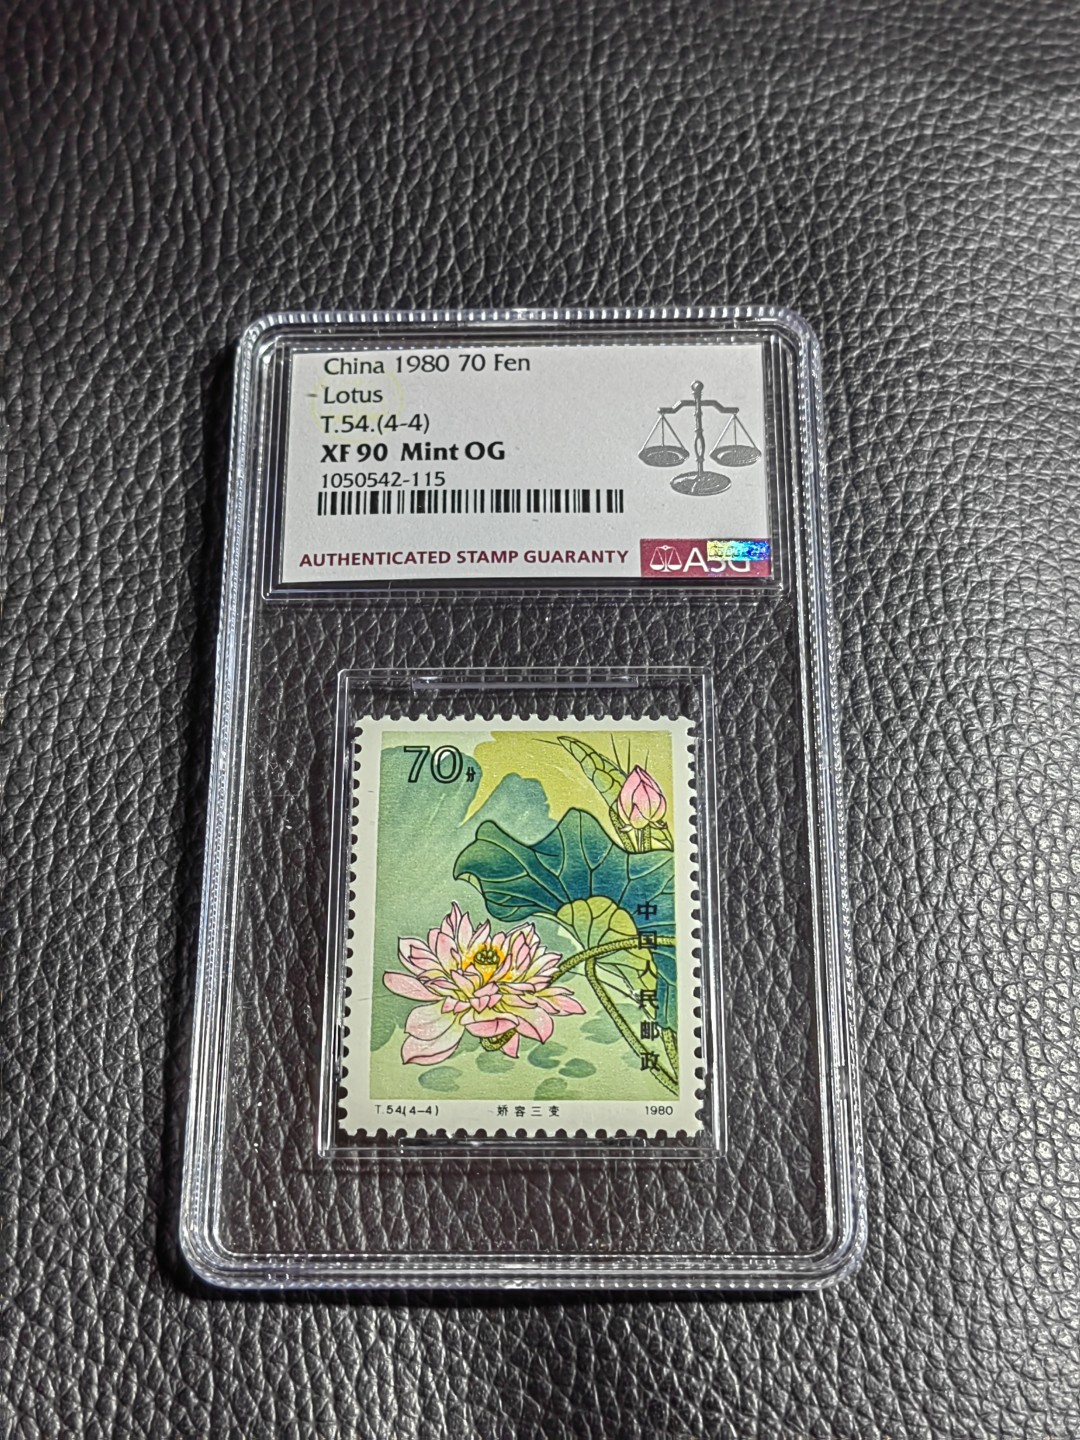 China 1980 70 Fen
Lotus
T.54.(4-4)
XF 90 Mint OG
1050542-115
AUTHENTICATED STAMP GUARANTY
ASG
70分
中国人民邮政
T.54.(4-4) 娇容三变 1980